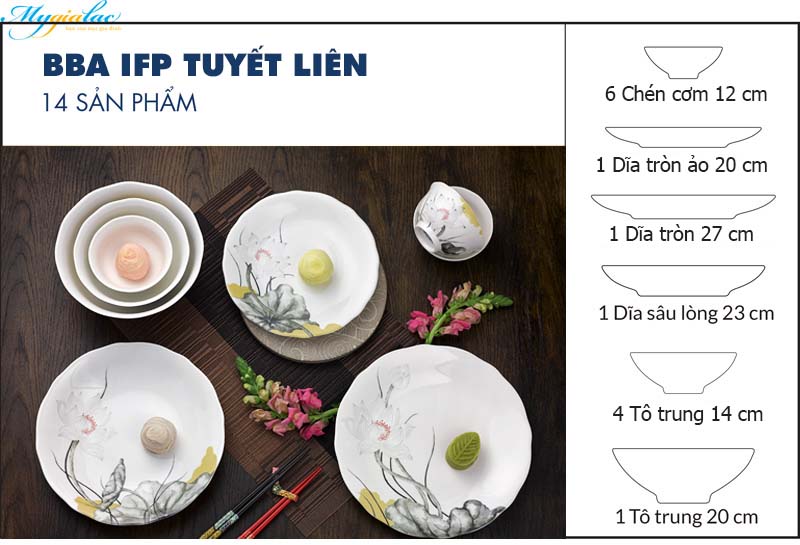 Mygialac
BBA IFP TUYẾT LIÊN
14 SẢN PHẨM
6 Chén cơm 12 cm
1 Dĩa tròn ảo 20 cm
1 Dĩa tròn 27 cm
1 Dĩa sâu lòng 23 cm
4 Tô trung 14 cm
1 Tô trung 20 cm